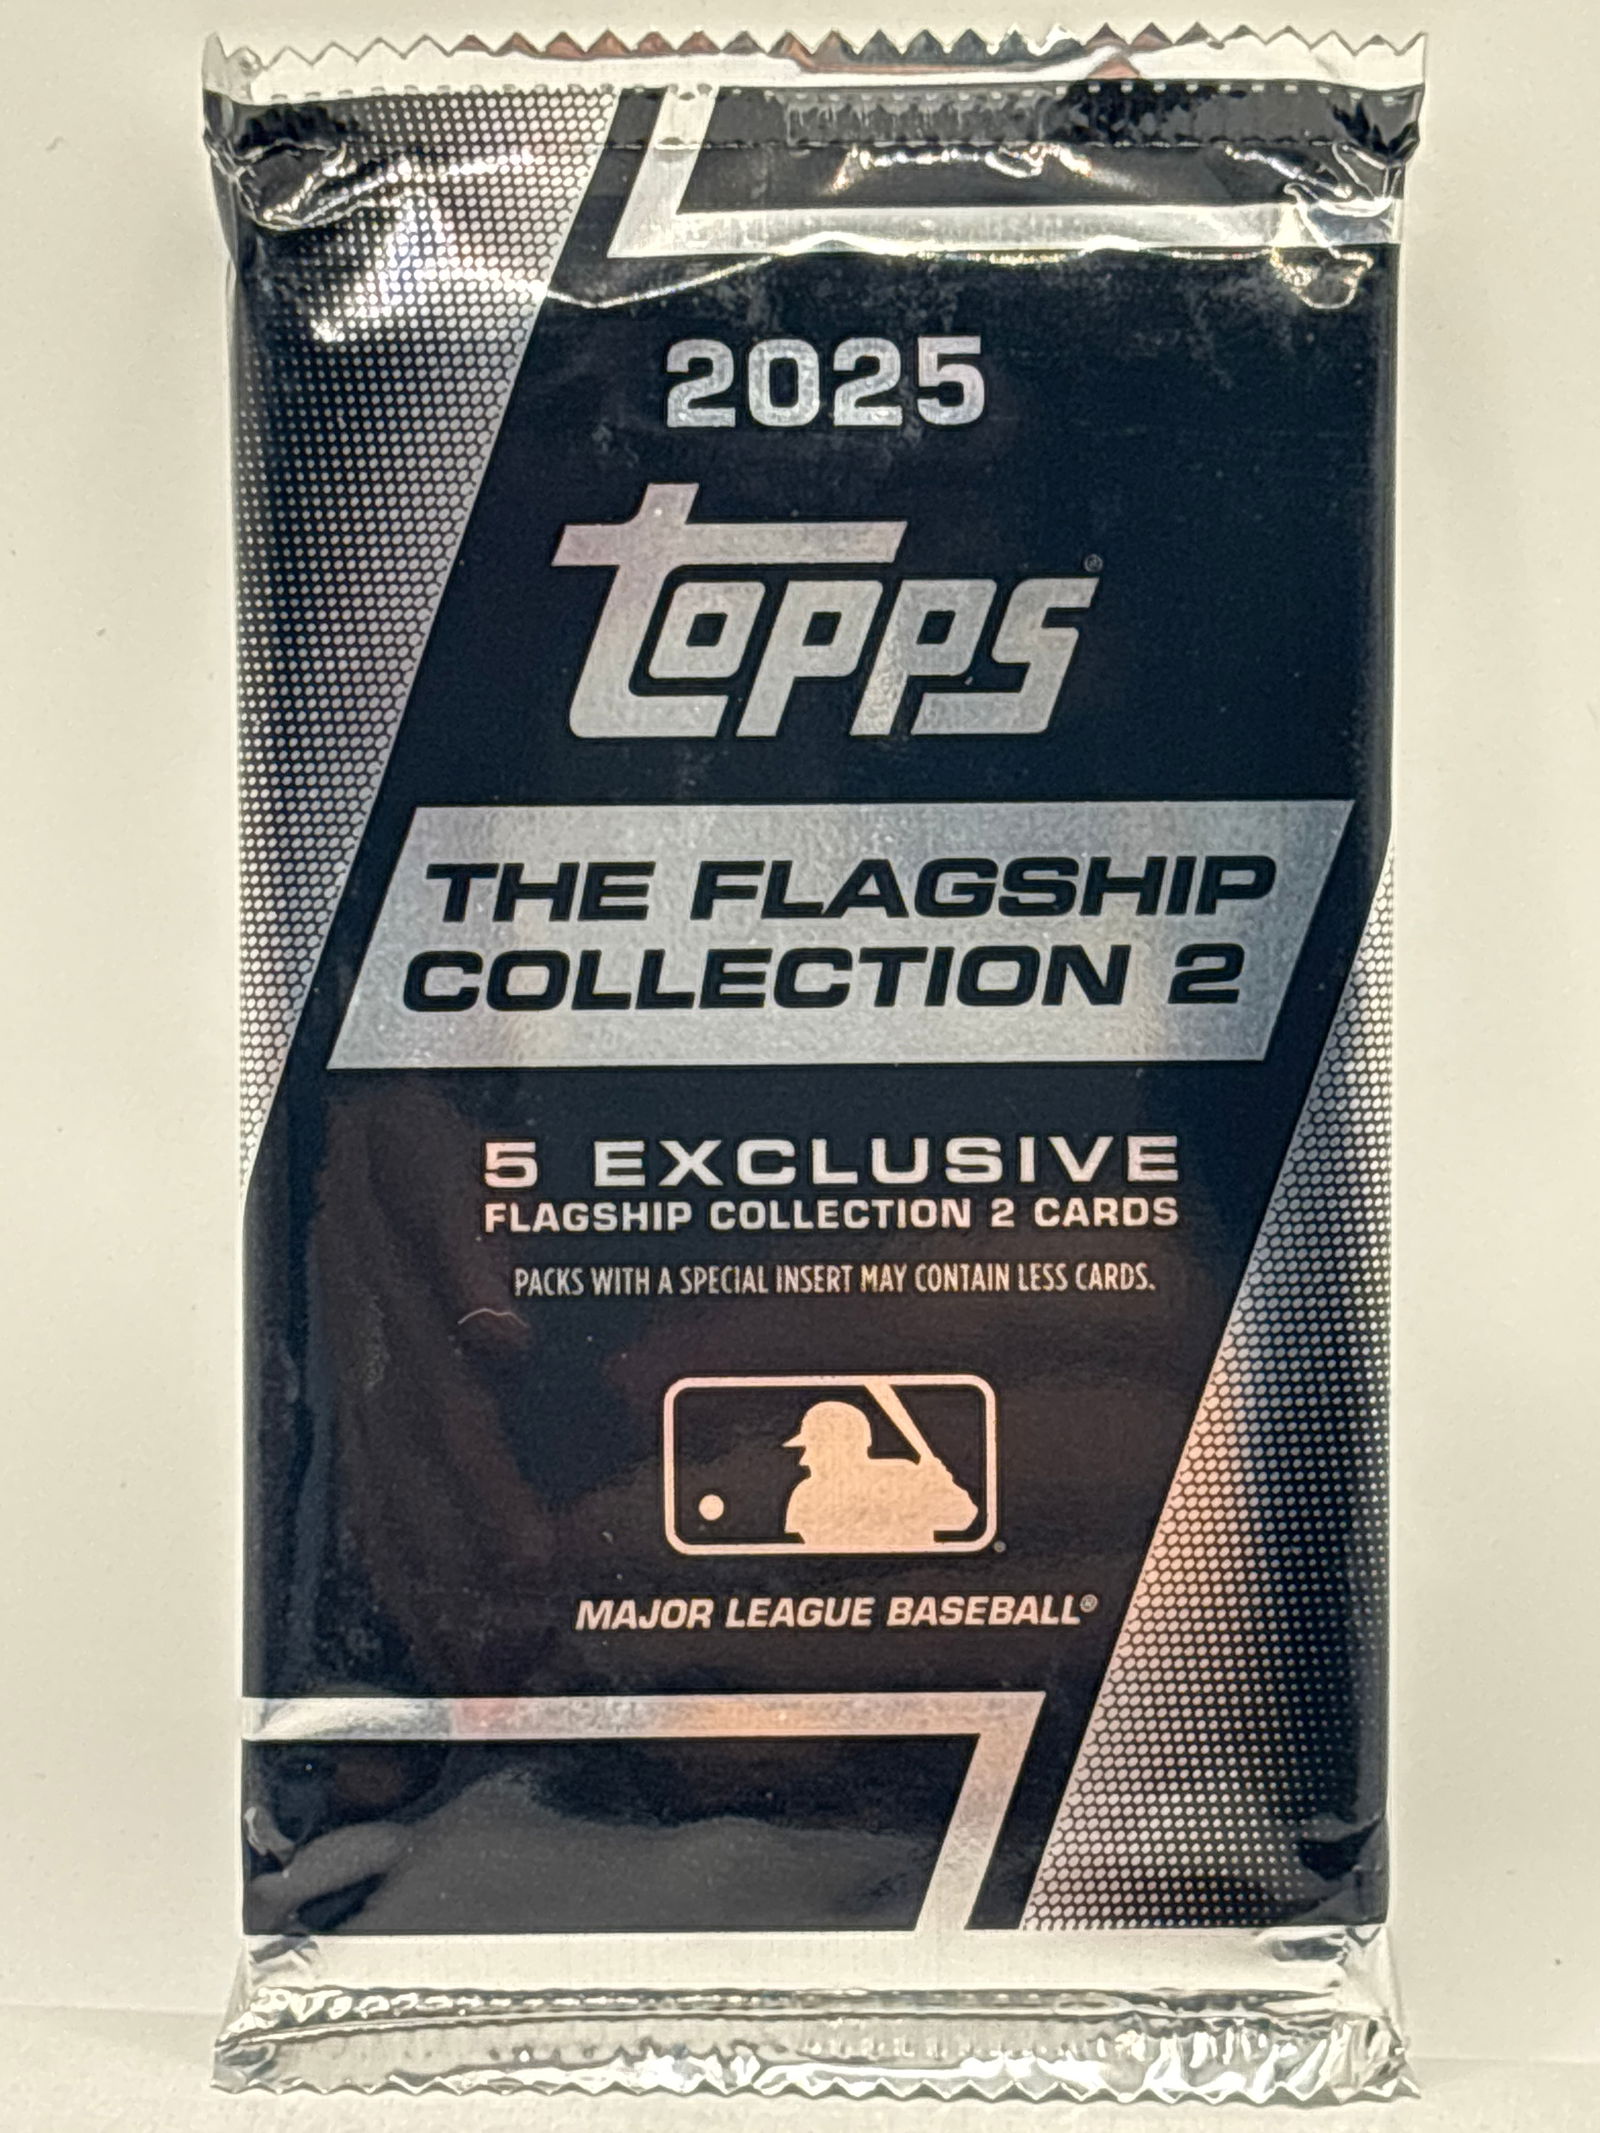 2025
topps®
THE FLAGSHIP
COLLECTION 2
5 EXCLUSIVE
FLAGSHIP COLLECTION 2 CARDS
PACKS WITH A SPECIAL INSERT MAY CONTAIN LESS CARDS.
MAJOR LEAGUE BASEBALL®